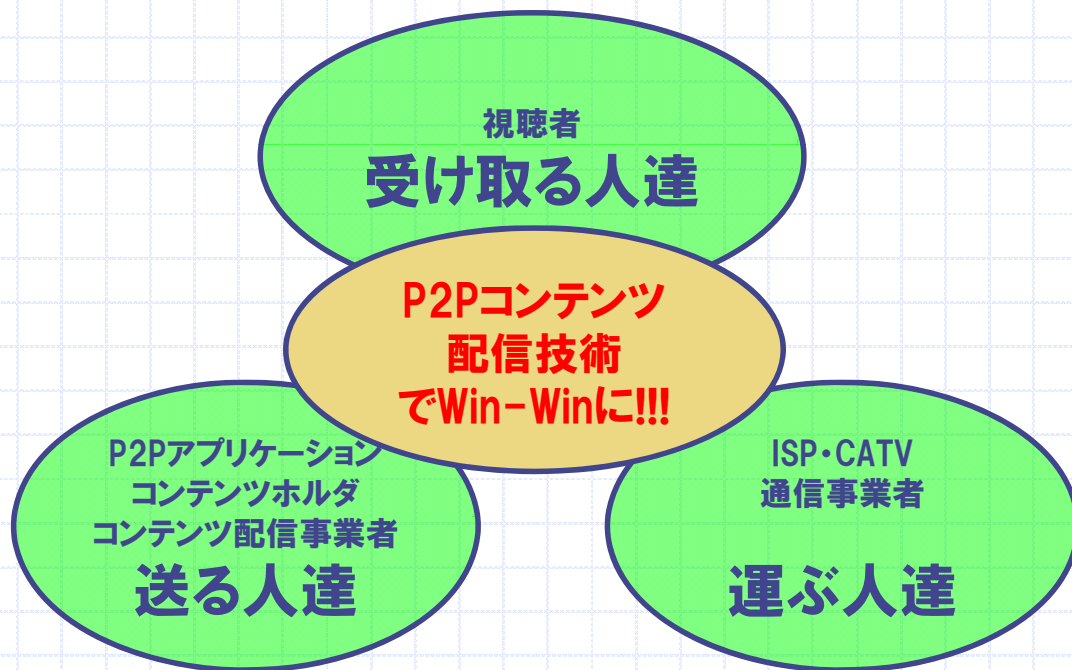 視聴者
受け取る人達
P2Pコンテンツ
配信技術
でWin-Winに!!!
P2Pアプリケーション
コンテンツホルダ
コンテンツ配信事業者
送る人達
ISP・CATV
通信事業者
運ぶ人達